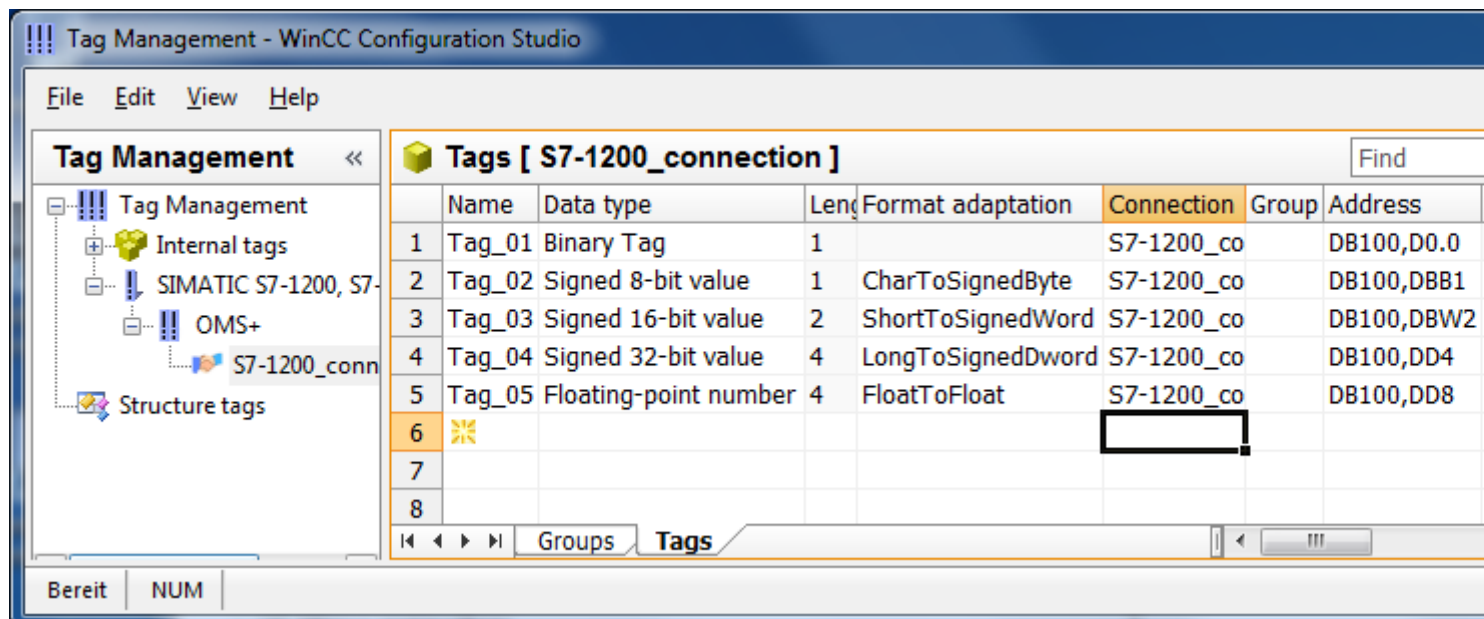 Tag Management - WinCC Configuration Studio
File Edit View Help
Tag Management «
Tag Management
Internal tags
SIMATIC S7-1200, S7-
OMS+
S7-1200_conn
Structure tags
Tags [ S7-1200_connection ] Find
Name Data type Leng Format adaptation Connection Group Address
1 Tag_01 Binary Tag 1 S7-1200_co DB100,D0.0
2 Tag_02 Signed 8-bit value 1 CharToSignedByte S7-1200_co DB100,DBB1
3 Tag_03 Signed 16-bit value 2 ShortToSignedWord S7-1200_co DB100,DBW2
4 Tag_04 Signed 32-bit value 4 LongToSignedDword S7-1200_co DB100,DD4
5 Tag_05 Floating-point number 4 FloatToFloat S7-1200_co DB100,DD8
6
7
8
Groups Tags
Bereit NUM